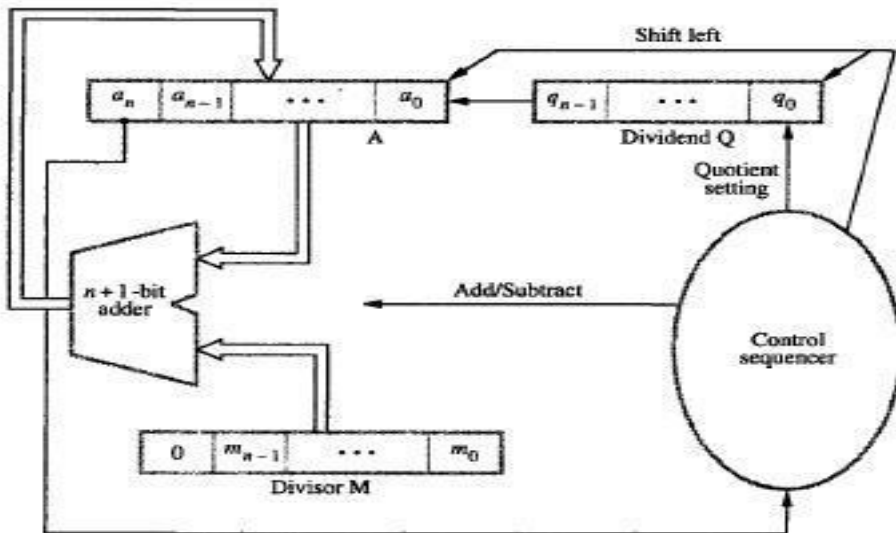 Shift left
aₙ aₙ₋₁ ··· a₀
qₙ₋₁ ··· q₀
A
Dividend Q
Quotient
setting
n + 1-bit
adder
Add/Subtract
Control
sequencer
0 mₙ₋₁ ··· m₀
Divisor M